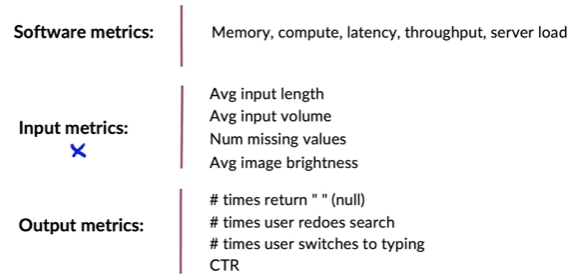 Software metrics: Memory, compute, latency, throughput, server load
Input metrics:
x
Avg input length
Avg input volume
Num missing values
Avg image brightness
Output metrics:
# times return " " (null)
# times user redoes search
# times user switches to typing
CTR